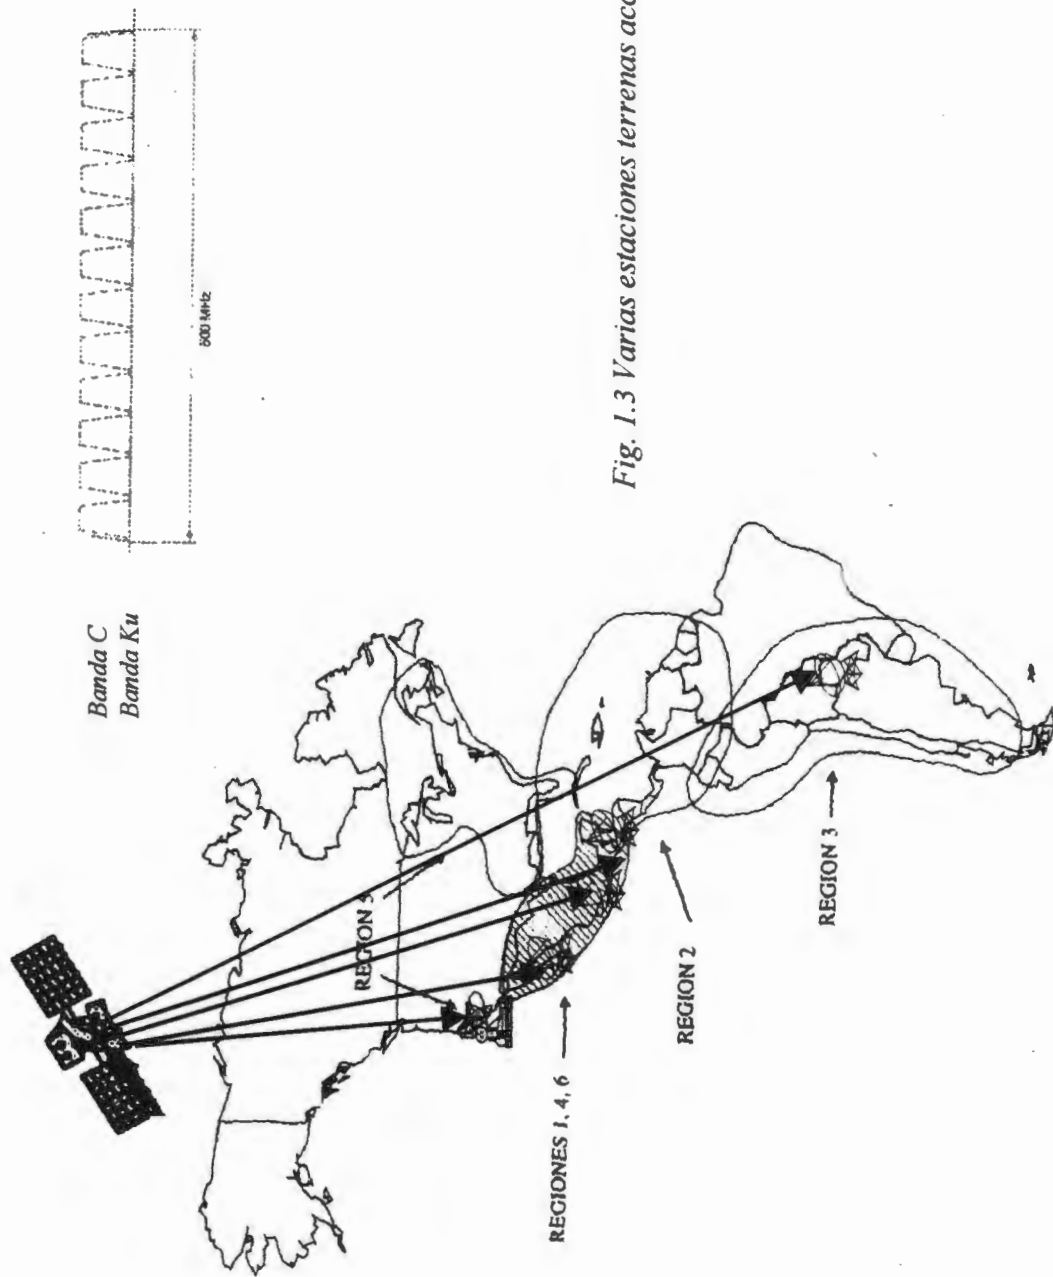 Banda C
Banda Ku
500 MHz
REGION 5
REGIONES 1, 4, 6
REGION 2
REGION 3
Fig. 1.3 Varias estaciones terrenas acc